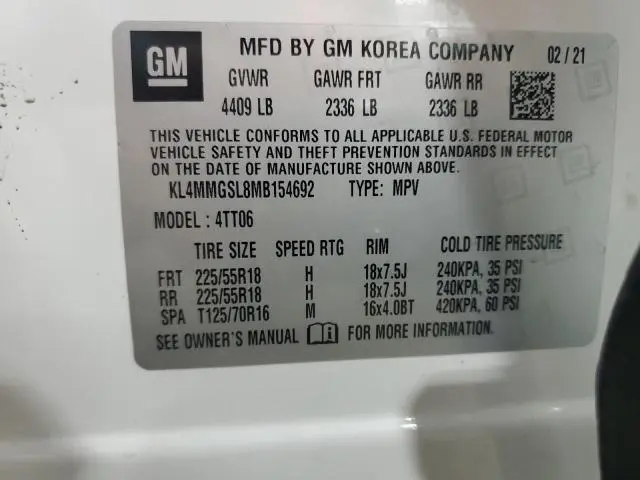 GM
MFD BY GM KOREA COMPANY 02/21
GVWR GAWR FRT GAWR RR
4409 LB 2336 LB 2336 LB
THIS VEHICLE CONFORMS TO ALL APPLICABLE U.S. FEDERAL MOTOR
VEHICLE SAFETY AND THEFT PREVENTION STANDARDS IN EFFECT
ON THE DATE OF MANUFACTURE SHOWN ABOVE.
KL4MMGSL8MB154692 TYPE: MPV
MODEL: 4TT06
TIRE SIZE SPEED RTG RIM COLD TIRE PRESSURE
FRT 225/55R18 H 18x7.5J 240KPA, 35 PSI
RR 225/55R18 H 18x7.5J 240KPA, 35 PSI
SPA T125/70R16 M 16x4.0BT 420KPA, 60 PSI
SEE OWNER'S MANUAL FOR MORE INFORMATION.